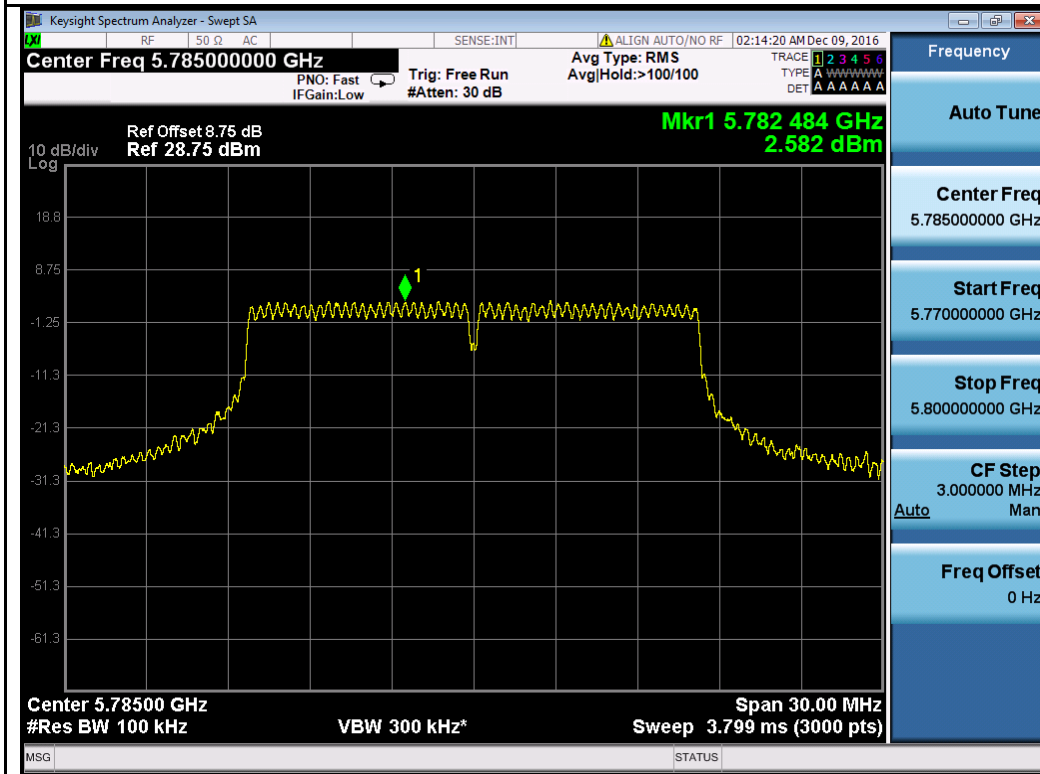 Keysight Spectrum Analyzer - Swept SA
LXI RF 50 Ω AC SENSE:INT ALIGN AUTO/NO RF 02:14:20 AM Dec 09, 2016
Center Freq 5.785000000 GHz
PNO: Fast
IFGain:Low
Trig: Free Run
#Atten: 30 dB
Avg Type: RMS
Avg|Hold:>100/100
TRACE 1 2 3 4 5 6
TYPE A WWWWW
DET A A A A A A
Frequency
Mkr1 5.782 484 GHz
2.582 dBm
Ref Offset 8.75 dB
10 dB/div Ref 28.75 dBm
Log
18.8
8.75
-1.25
-11.3
-21.3
-31.3
-41.3
-51.3
-61.3
1
Center 5.78500 GHz
Span 30.00 MHz
#Res BW 100 kHz
VBW 300 kHz*
Sweep 3.799 ms (3000 pts)
MSG
STATUS
Auto Tune
Center Freq
5.785000000 GHz
Start Freq
5.770000000 GHz
Stop Freq
5.800000000 GHz
CF Step
3.000000 MHz
Auto Man
Freq Offset
0 Hz